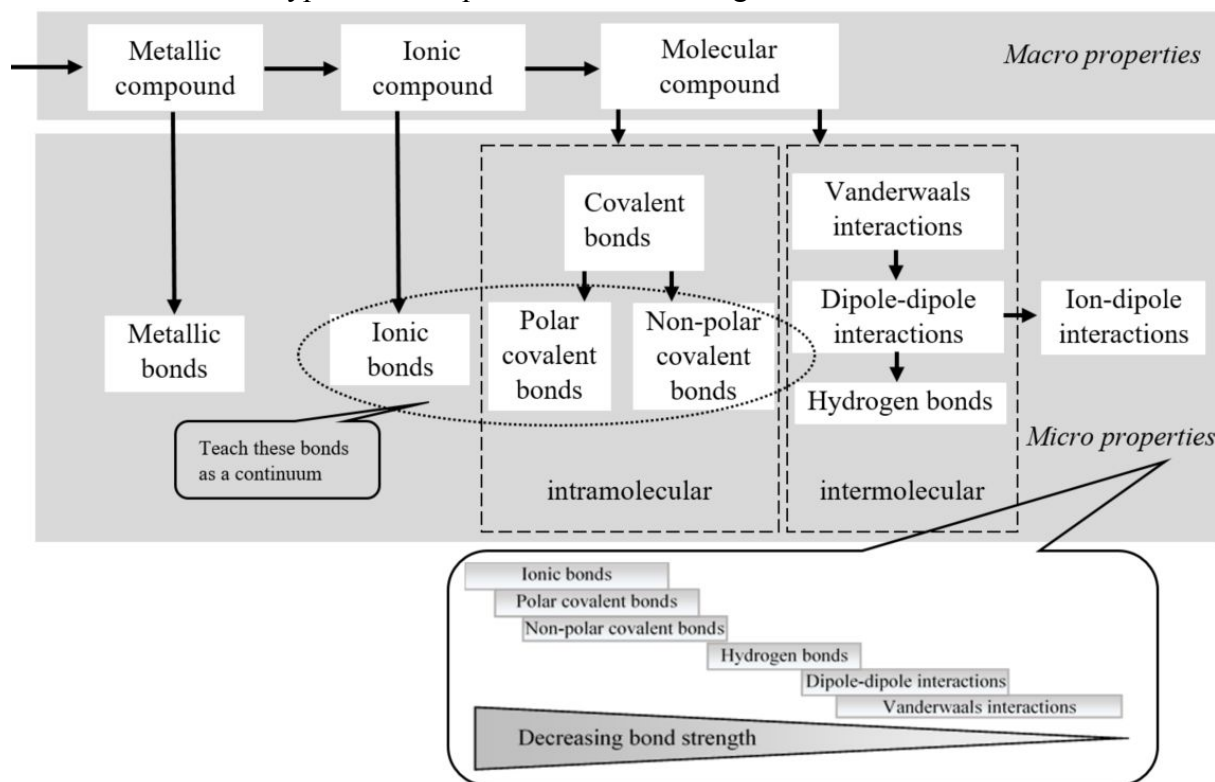 Metallic
compound
Ionic
compound
Molecular
compound
Macro properties
Covalent
bonds
Vanderwaals
interactions
Metallic
bonds
Ionic
bonds
Polar
covalent
bonds
Non-polar
covalent
bonds
Dipole-dipole
interactions
Ion-dipole
interactions
Hydrogen bonds
Teach these bonds
as a continuum
Micro properties
intramolecular
intermolecular
Ionic bonds
Polar covalent bonds
Non-polar covalent bonds
Hydrogen bonds
Dipole-dipole interactions
Vanderwaals interactions
Decreasing bond strength